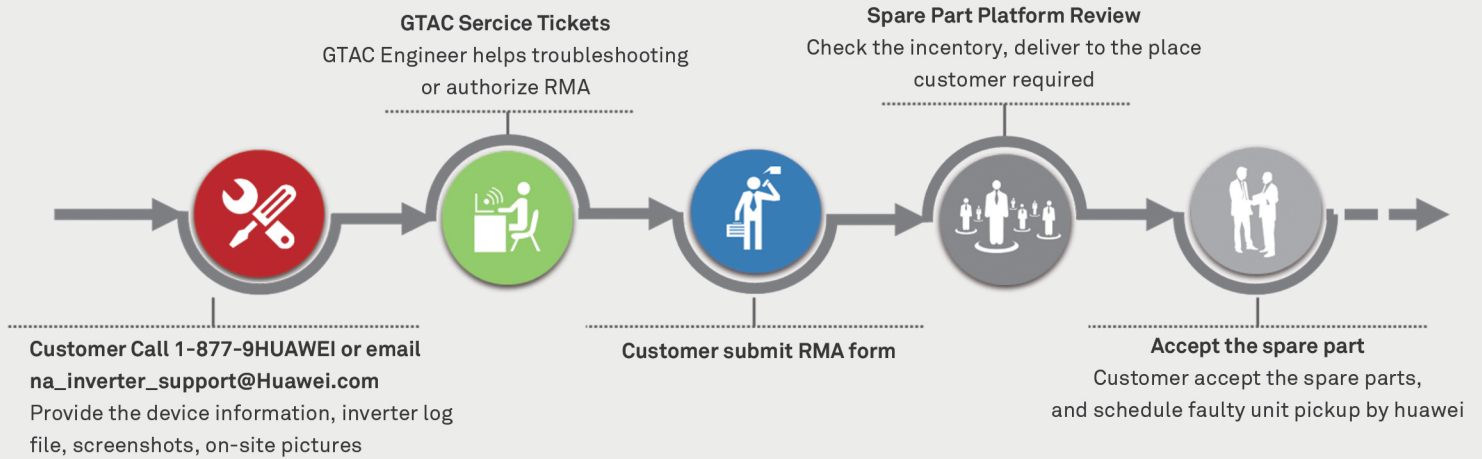 GTAC Sercice Tickets
GTAC Engineer helps troubleshooting
or authorize RMA
Spare Part Platform Review
Check the incentory, deliver to the place
customer required
Customer Call 1-877-9HUAWEI or email
na_inverter_support@Huawei.com
Provide the device information, inverter log
file, screenshots, on-site pictures
Customer submit RMA form
Accept the spare part
Customer accept the spare parts,
and schedule faulty unit pickup by huawei